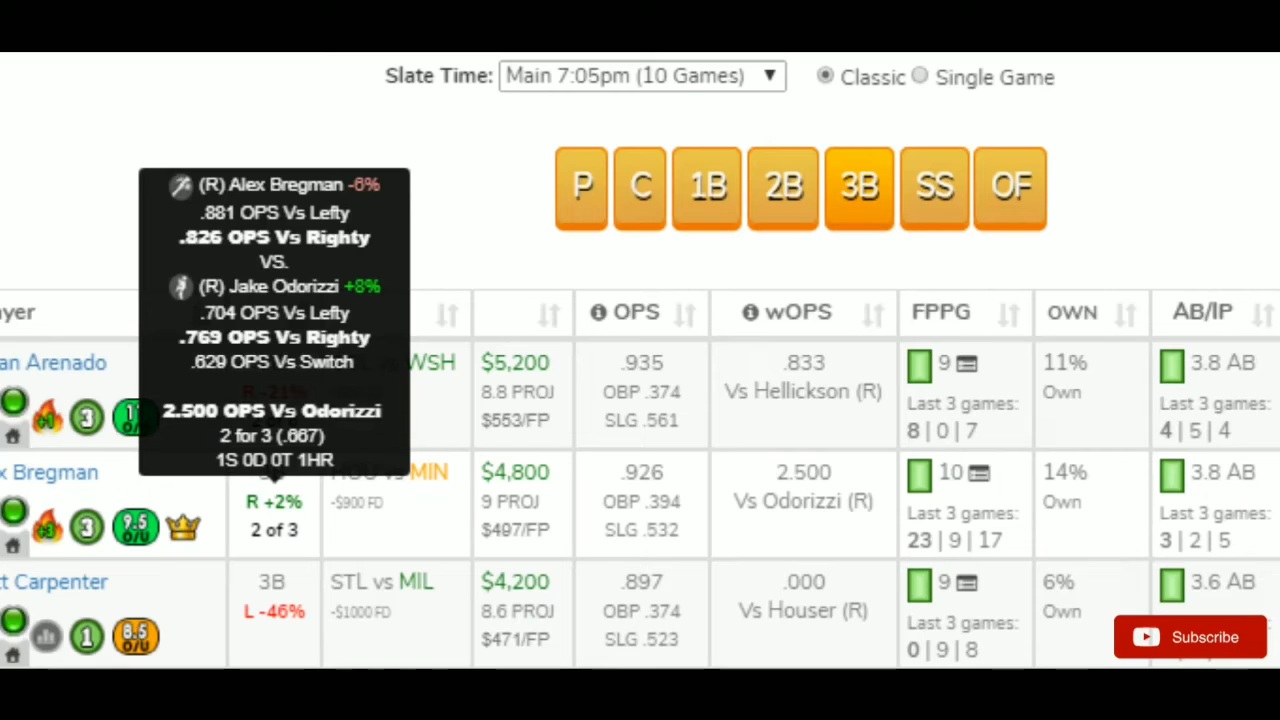 Slate Time: Main 7:05pm (10 Games) ▼ Classic Single Game
P C 1B 2B 3B SS OF
(R) Alex Bregman -6%
.881 OPS Vs Lefty
.826 OPS Vs Righty
VS.
(R) Jake Odorizzi +8%
.704 OPS Vs Lefty
.769 OPS Vs Righty
.629 OPS Vs Switch
2.500 OPS Vs Odorizzi
2 for 3 (.667)
1S 0D 0T 1HR
ayer OPS wOPS FPPG OWN AB/IP
an Arenado WSH $5,200 .935 .833 9 11% 3.8 AB
R -21% 8.8 PROJ OBP .374 Vs Hellickson (R) Own
$553/FP SLG .561 Last 3 games: Last 3 games:
+1 3 8 | 0 | 7 4 | 5 | 4
x Bregman HOU vs MIN $4,800 .926 2.500 10 14% 3.8 AB
R +2% -$900 FD 9 PROJ OBP .394 Vs Odorizzi (R) Own
+3 3 9.5 O/U 2 of 3 $497/FP SLG .532 Last 3 games: Last 3 games:
23 | 9 | 17 3 | 2 | 5
tt Carpenter 3B STL vs MIL $4,200 .897 .000 9 6% 3.6 AB
L -46% -$1000 FD 8.6 PROJ OBP .374 Vs Houser (R) Own
1 8.5 O/U $471/FP SLG .523 Last 3 games:
0 | 9 | 8
Subscribe